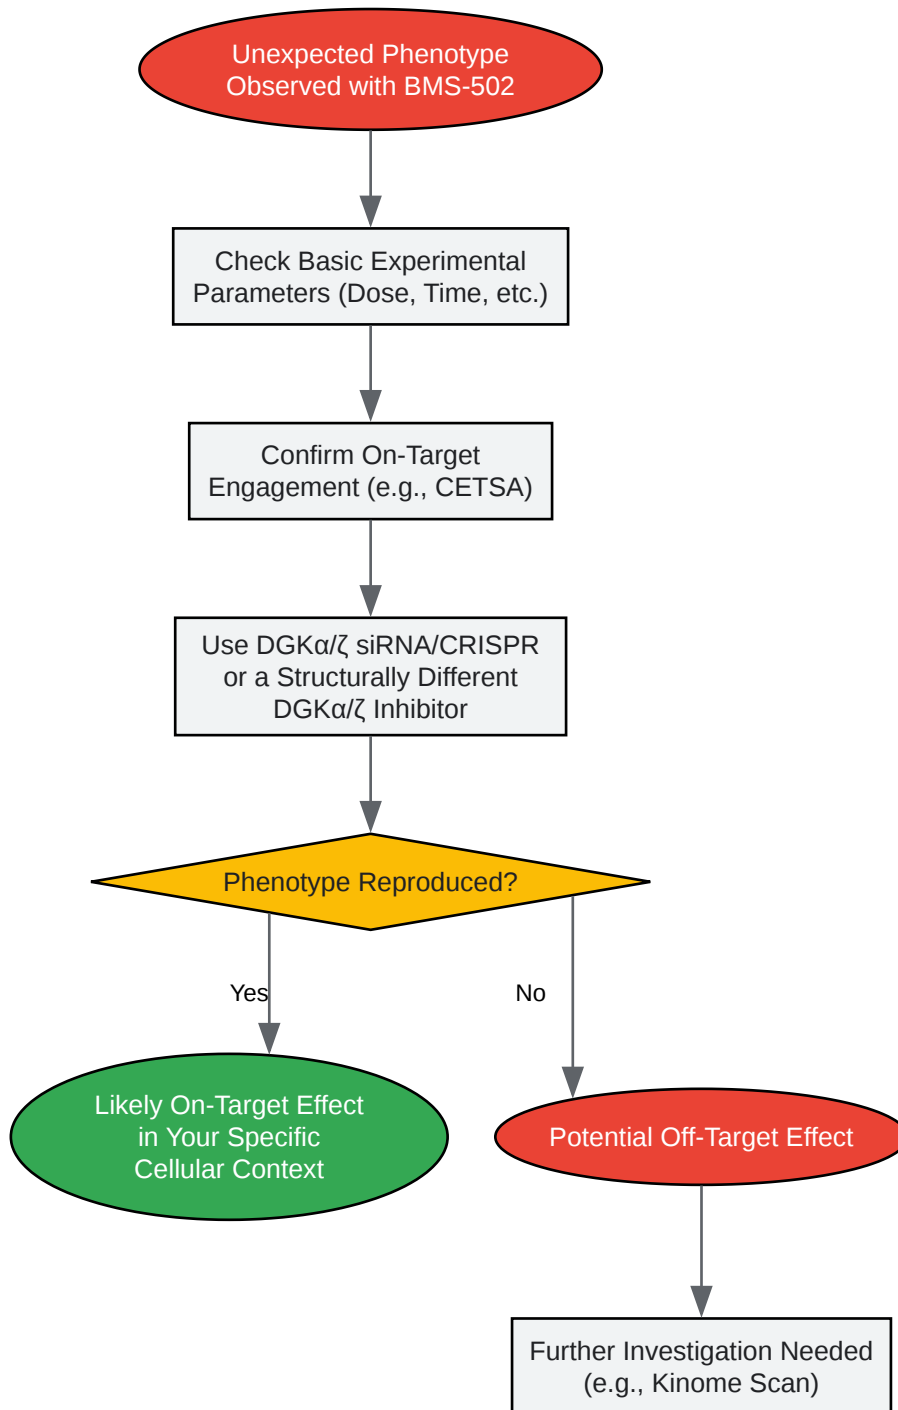 Unexpected Phenotype
Observed with BMS-502
Check Basic Experimental
Parameters (Dose, Time, etc.)
Confirm On-Target
Engagement (e.g., CETSA)
Use DGKα/ζ siRNA/CRISPR
or a Structurally Different
DGKα/ζ Inhibitor
Phenotype Reproduced?
Yes
No
Likely On-Target Effect
in Your Specific
Cellular Context
Potential Off-Target Effect
Further Investigation Needed
(e.g., Kinome Scan)